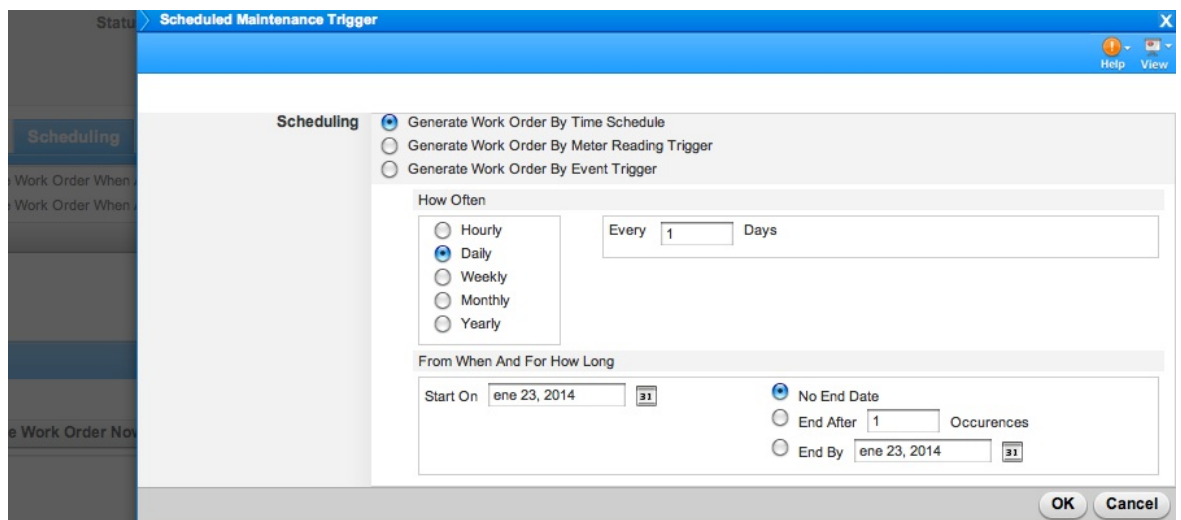 Statu
Scheduled Maintenance Trigger
X
Help View
Scheduling
Scheduling
Generate Work Order By Time Schedule
Generate Work Order By Meter Reading Trigger
Generate Work Order By Event Trigger
Work Order When
Work Order When
How Often
Hourly
Daily
Weekly
Monthly
Yearly
Every 1 Days
From When And For How Long
Start On ene 23, 2014 31
No End Date
End After 1 Occurences
End By ene 23, 2014 31
e Work Order Nov
OK Cancel